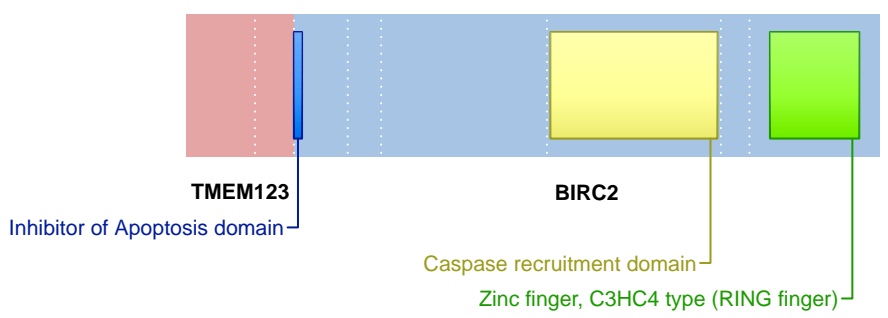 TMEM123
BIRC2
Inhibitor of Apoptosis domain
Caspase recruitment domain
Zinc finger, C3HC4 type (RING finger)